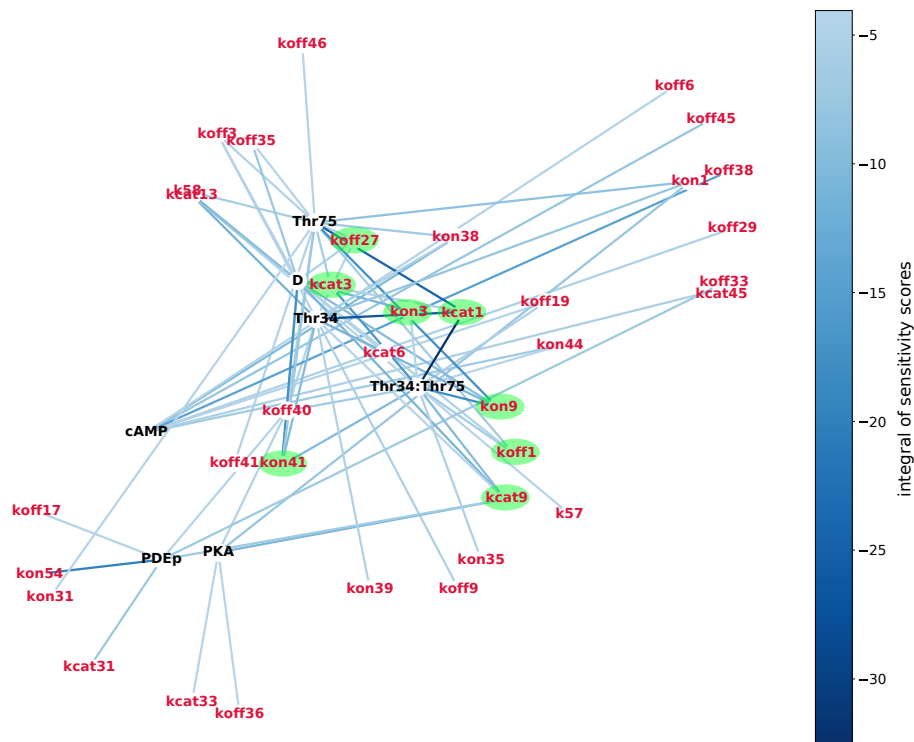 koff46
koff6
koff45
koff3
koff35
koff38
kon1
k58
kcat13
Thr75
koff29
kon38
koff27
D
kcat3
koff33
kcat45
koff19
kon3
kcat1
Thr34
kon44
kcat6
Thr34:Thr75
kon9
koff40
cAMP
koff1
koff41
kon41
kcat9
koff17
k57
PKA
PDEp
kon35
kon54
kon31
kon39
koff9
kcat31
kcat33
koff36
−5
−10
−15
−20
−25
−30
integral of sensitivity scores